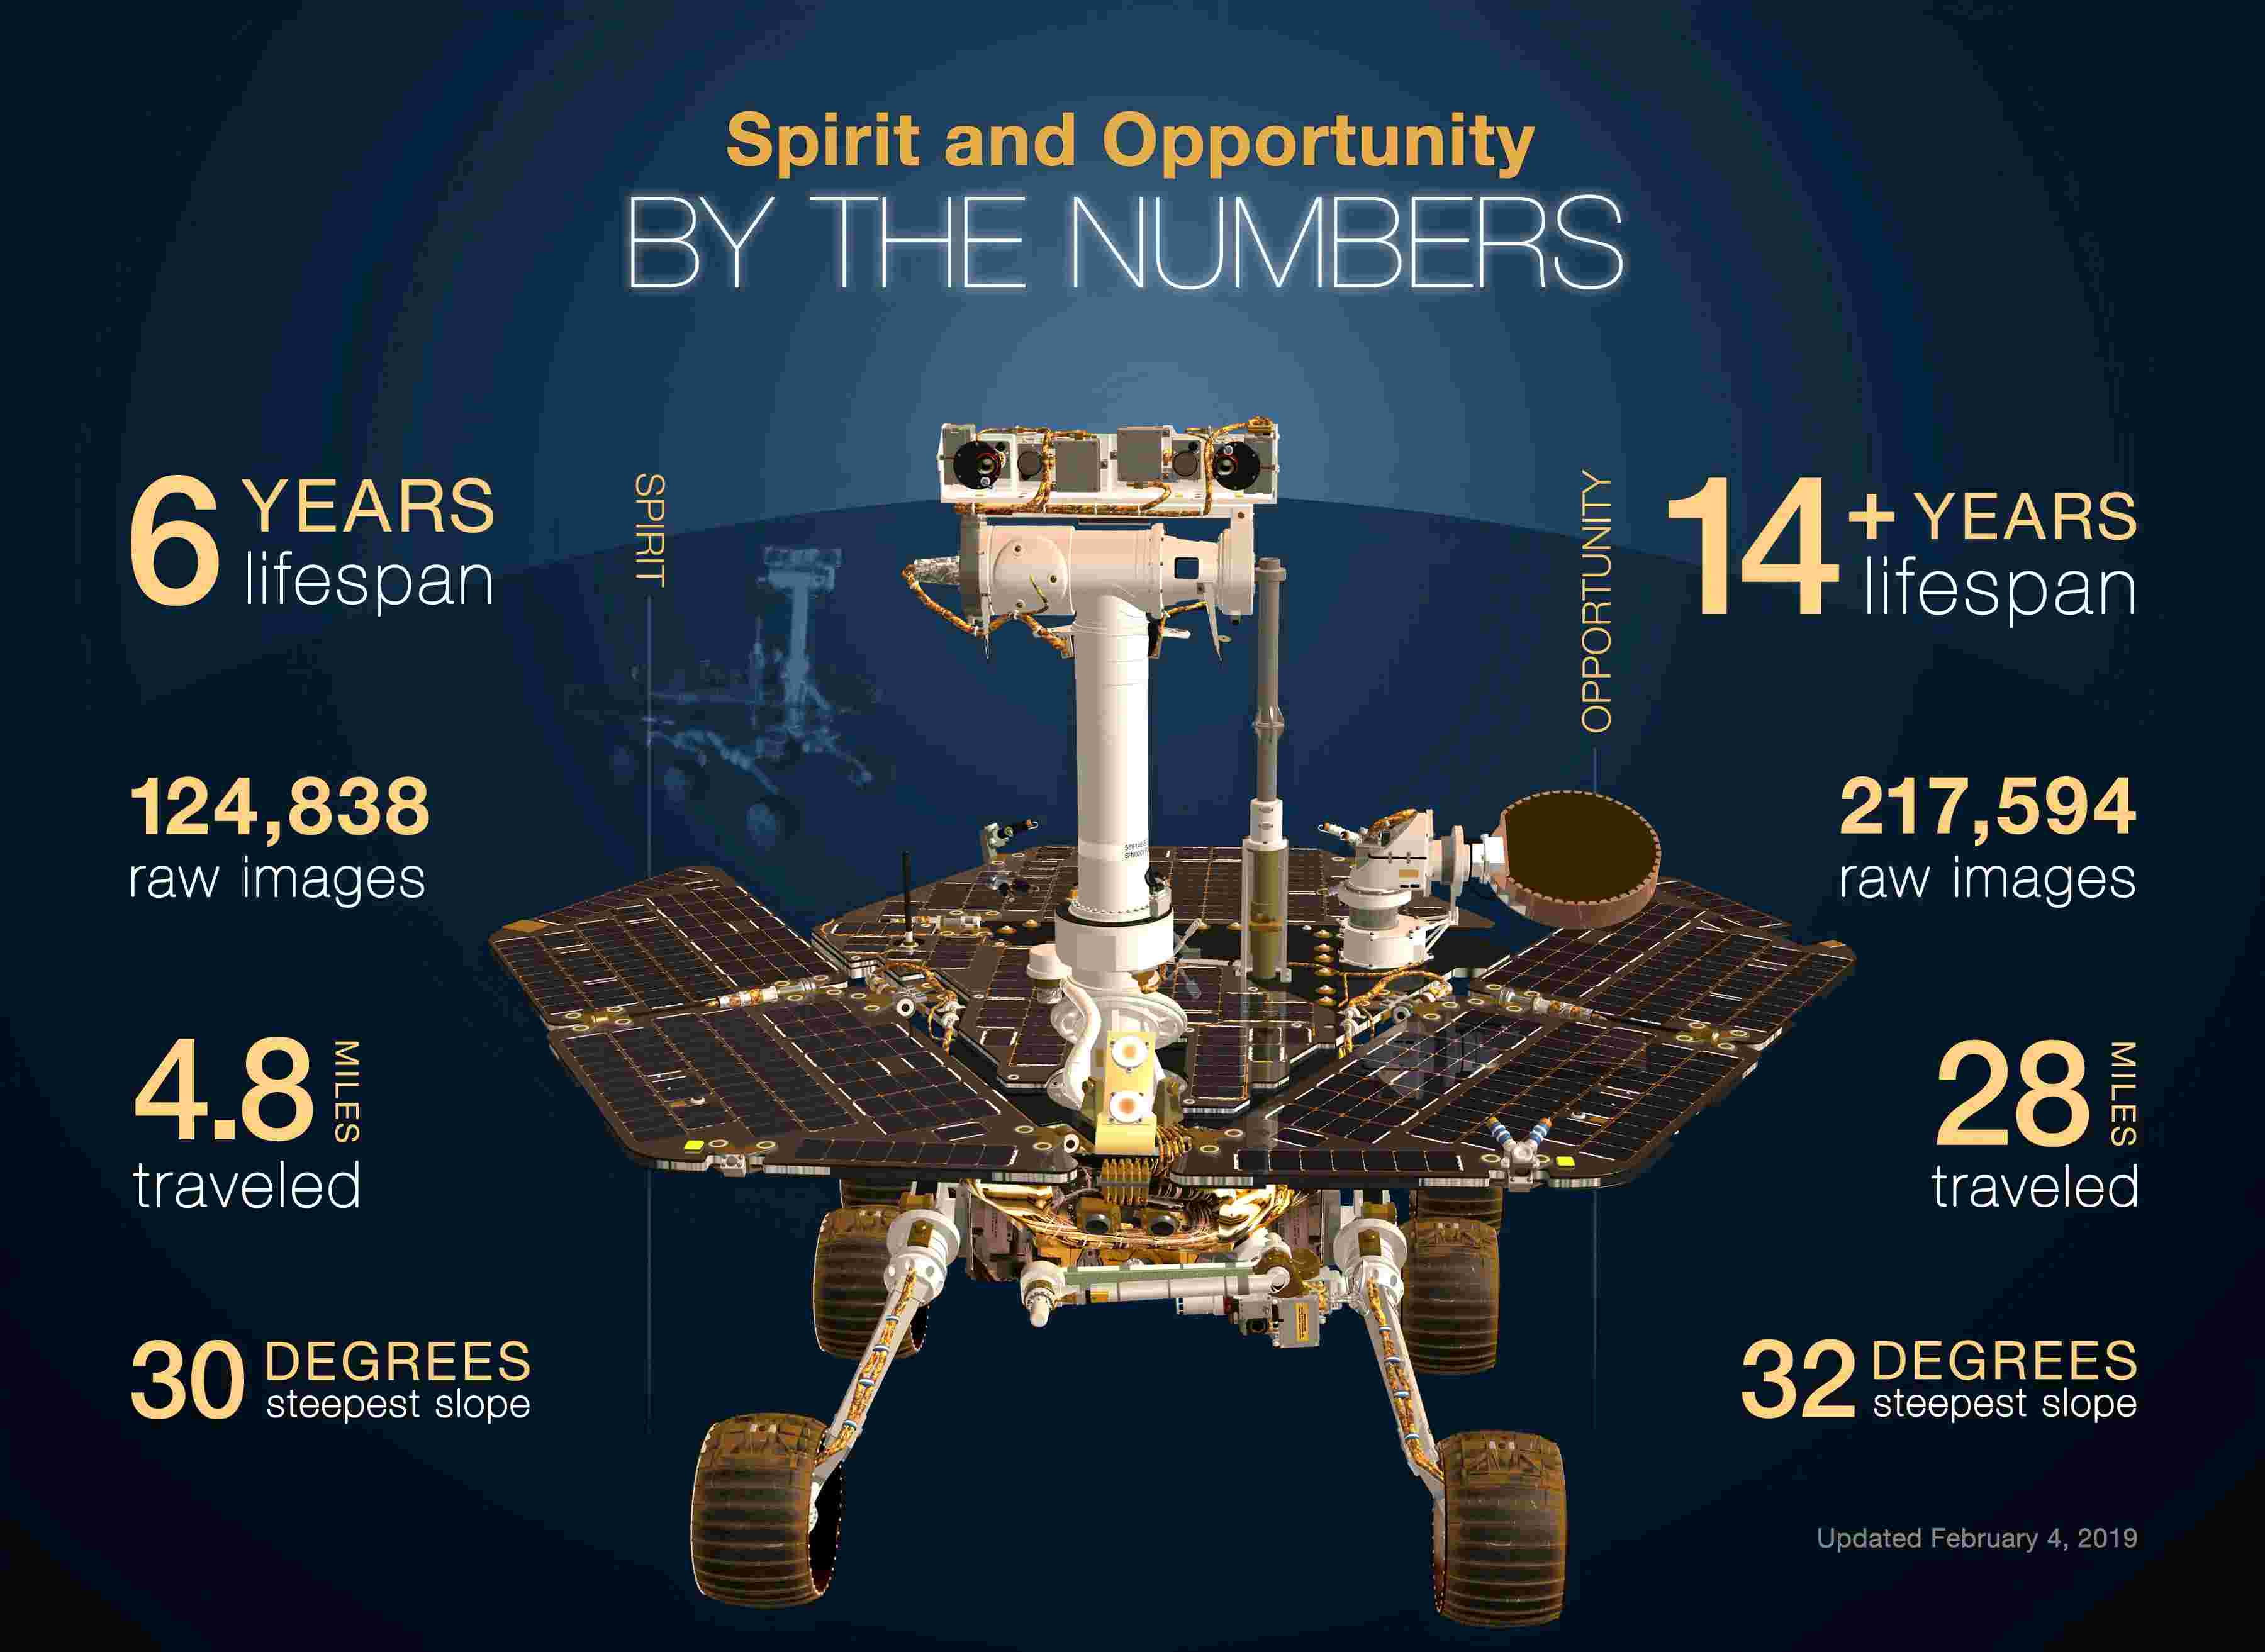 Spirit and Opportunity
BY THE NUMBERS
SPIRIT
6 YEARS
lifespan
124,838
raw images
4.8 MILES
traveled
30 DEGREES
steepest slope
OPPORTUNITY
14+ YEARS
lifespan
217,594
raw images
28 MILES
traveled
32 DEGREES
steepest slope
Updated February 4, 2019